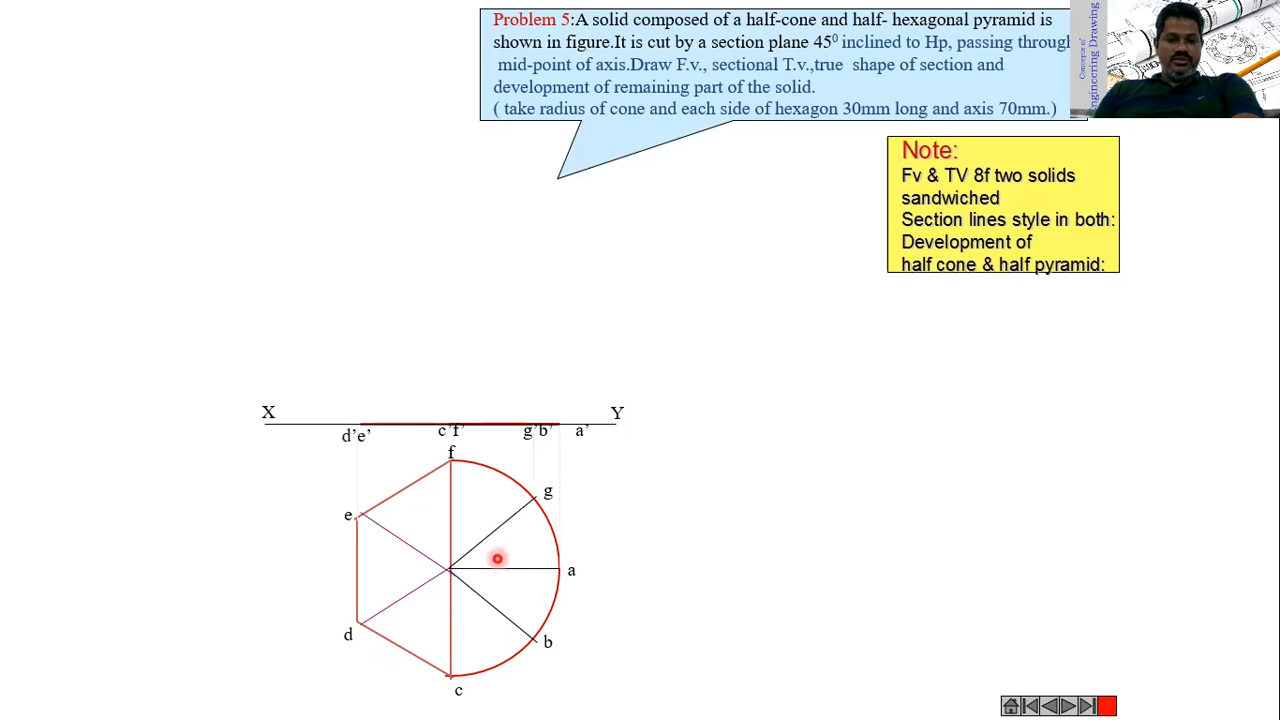 Problem 5:A solid composed of a half-cone and half- hexagonal pyramid is
shown in figure.It is cut by a section plane 45⁰ inclined to Hp, passing through
mid-point of axis.Draw F.v., sectional T.v.,true shape of section and
development of remaining part of the solid.
( take radius of cone and each side of hexagon 30mm long and axis 70mm.)
Concepts of
Engineering Drawing
Note:
Fv & TV 8f two solids
sandwiched
Section lines style in both:
Development of
half cone & half pyramid:
X
Y
d’e’
c’f’
g’b’
a’
f
g
e
a
d
b
c